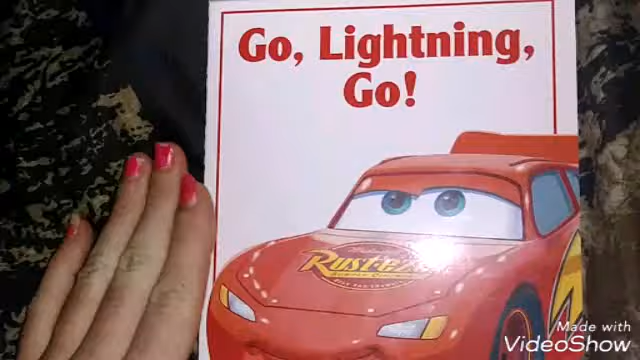 Go, Lightning,
Go!
RUST-EZE
Made with
VideoShow